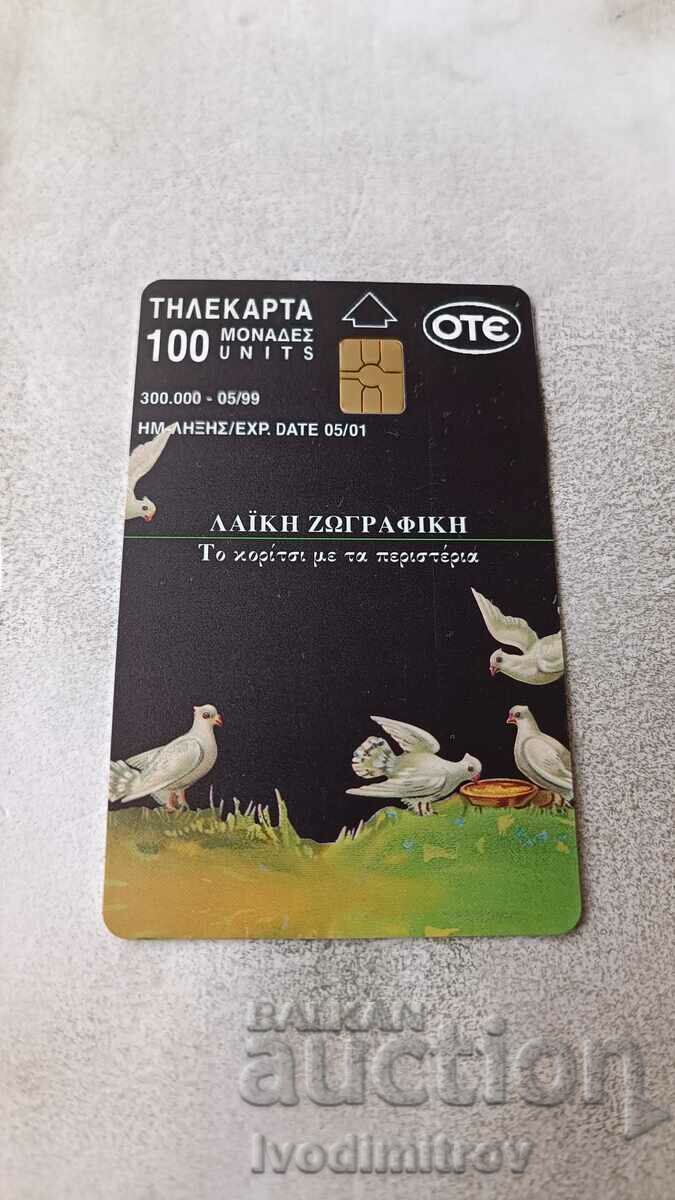 ΤΗΛΕΚΑΡΤΑ
100 ΜΟΝΑΔΕΣ
UNITS
ΟΤΕ
300.000 - 05/99
ΗΜ.ΛΗΞΗΣ/EXP. DATE 05/01
ΛΑΪΚΗ ΖΩΓΡΑΦΙΚΗ
Το κορίτσι με τα περιστέρια
BALKAN
auction
Ivodimitrov